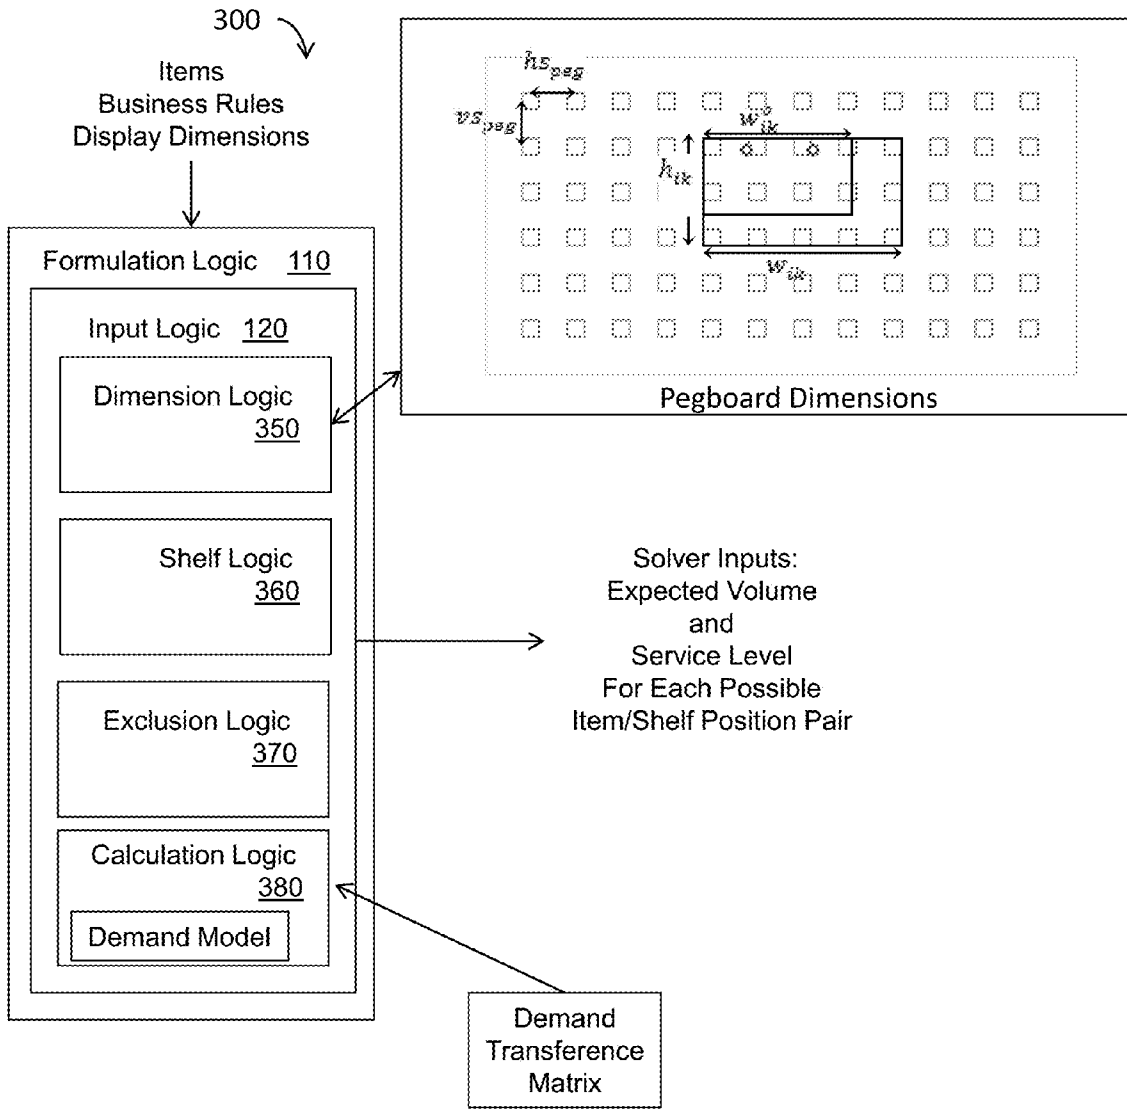 300
Items
Business Rules
Display Dimensions
Formulation Logic 110
Input Logic 120
Dimension Logic
350
Shelf Logic
360
Exclusion Logic
370
Calculation Logic
380
Demand Model
hs_peg
vs_peg
w^o_ik
h_ik
w_ik
Pegboard Dimensions
Solver Inputs:
Expected Volume
and
Service Level
For Each Possible
Item/Shelf Position Pair
Demand
Transference
Matrix